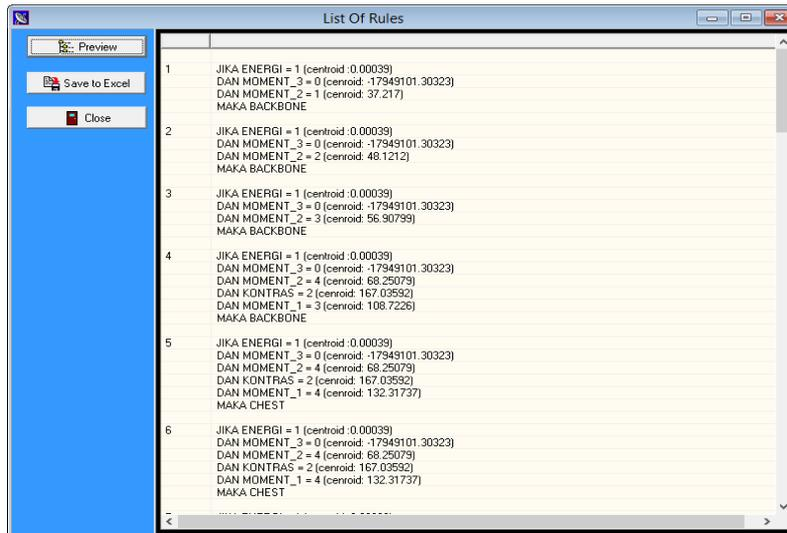 List Of Rules
Preview
Save to Excel
Close
1
JIKA ENERGI = 1 (centroid :0.00039)
DAN MOMENT_3 = 0 (cenroid: -17949101.30323)
DAN MOMENT_2 = 1 (cenroid: 37.217)
MAKA BACKBONE
2
JIKA ENERGI = 1 (centroid :0.00039)
DAN MOMENT_3 = 0 (cenroid: -17949101.30323)
DAN MOMENT_2 = 2 (cenroid: 48.1212)
MAKA BACKBONE
3
JIKA ENERGI = 1 (centroid :0.00039)
DAN MOMENT_3 = 0 (cenroid: -17949101.30323)
DAN MOMENT_2 = 3 (cenroid: 56.90799)
MAKA BACKBONE
4
JIKA ENERGI = 1 (centroid :0.00039)
DAN MOMENT_3 = 0 (cenroid: -17949101.30323)
DAN MOMENT_2 = 4 (cenroid: 68.25079)
DAN KONTRAS = 2 (cenroid: 167.03592)
DAN MOMENT_1 = 3 (cenroid: 108.7226)
MAKA BACKBONE
5
JIKA ENERGI = 1 (centroid :0.00039)
DAN MOMENT_3 = 0 (cenroid: -17949101.30323)
DAN MOMENT_2 = 4 (cenroid: 68.25079)
DAN KONTRAS = 2 (cenroid: 167.03592)
DAN MOMENT_1 = 4 (cenroid: 132.31737)
MAKA CHEST
6
JIKA ENERGI = 1 (centroid :0.00039)
DAN MOMENT_3 = 0 (cenroid: -17949101.30323)
DAN MOMENT_2 = 4 (cenroid: 68.25079)
DAN KONTRAS = 2 (cenroid: 167.03592)
DAN MOMENT_1 = 4 (cenroid: 132.31737)
MAKA CHEST